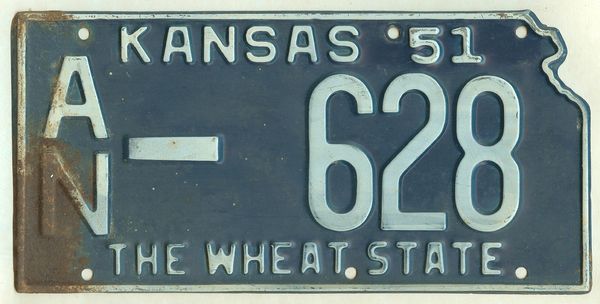 KANSAS 51
AN - 628
THE WHEAT STATE